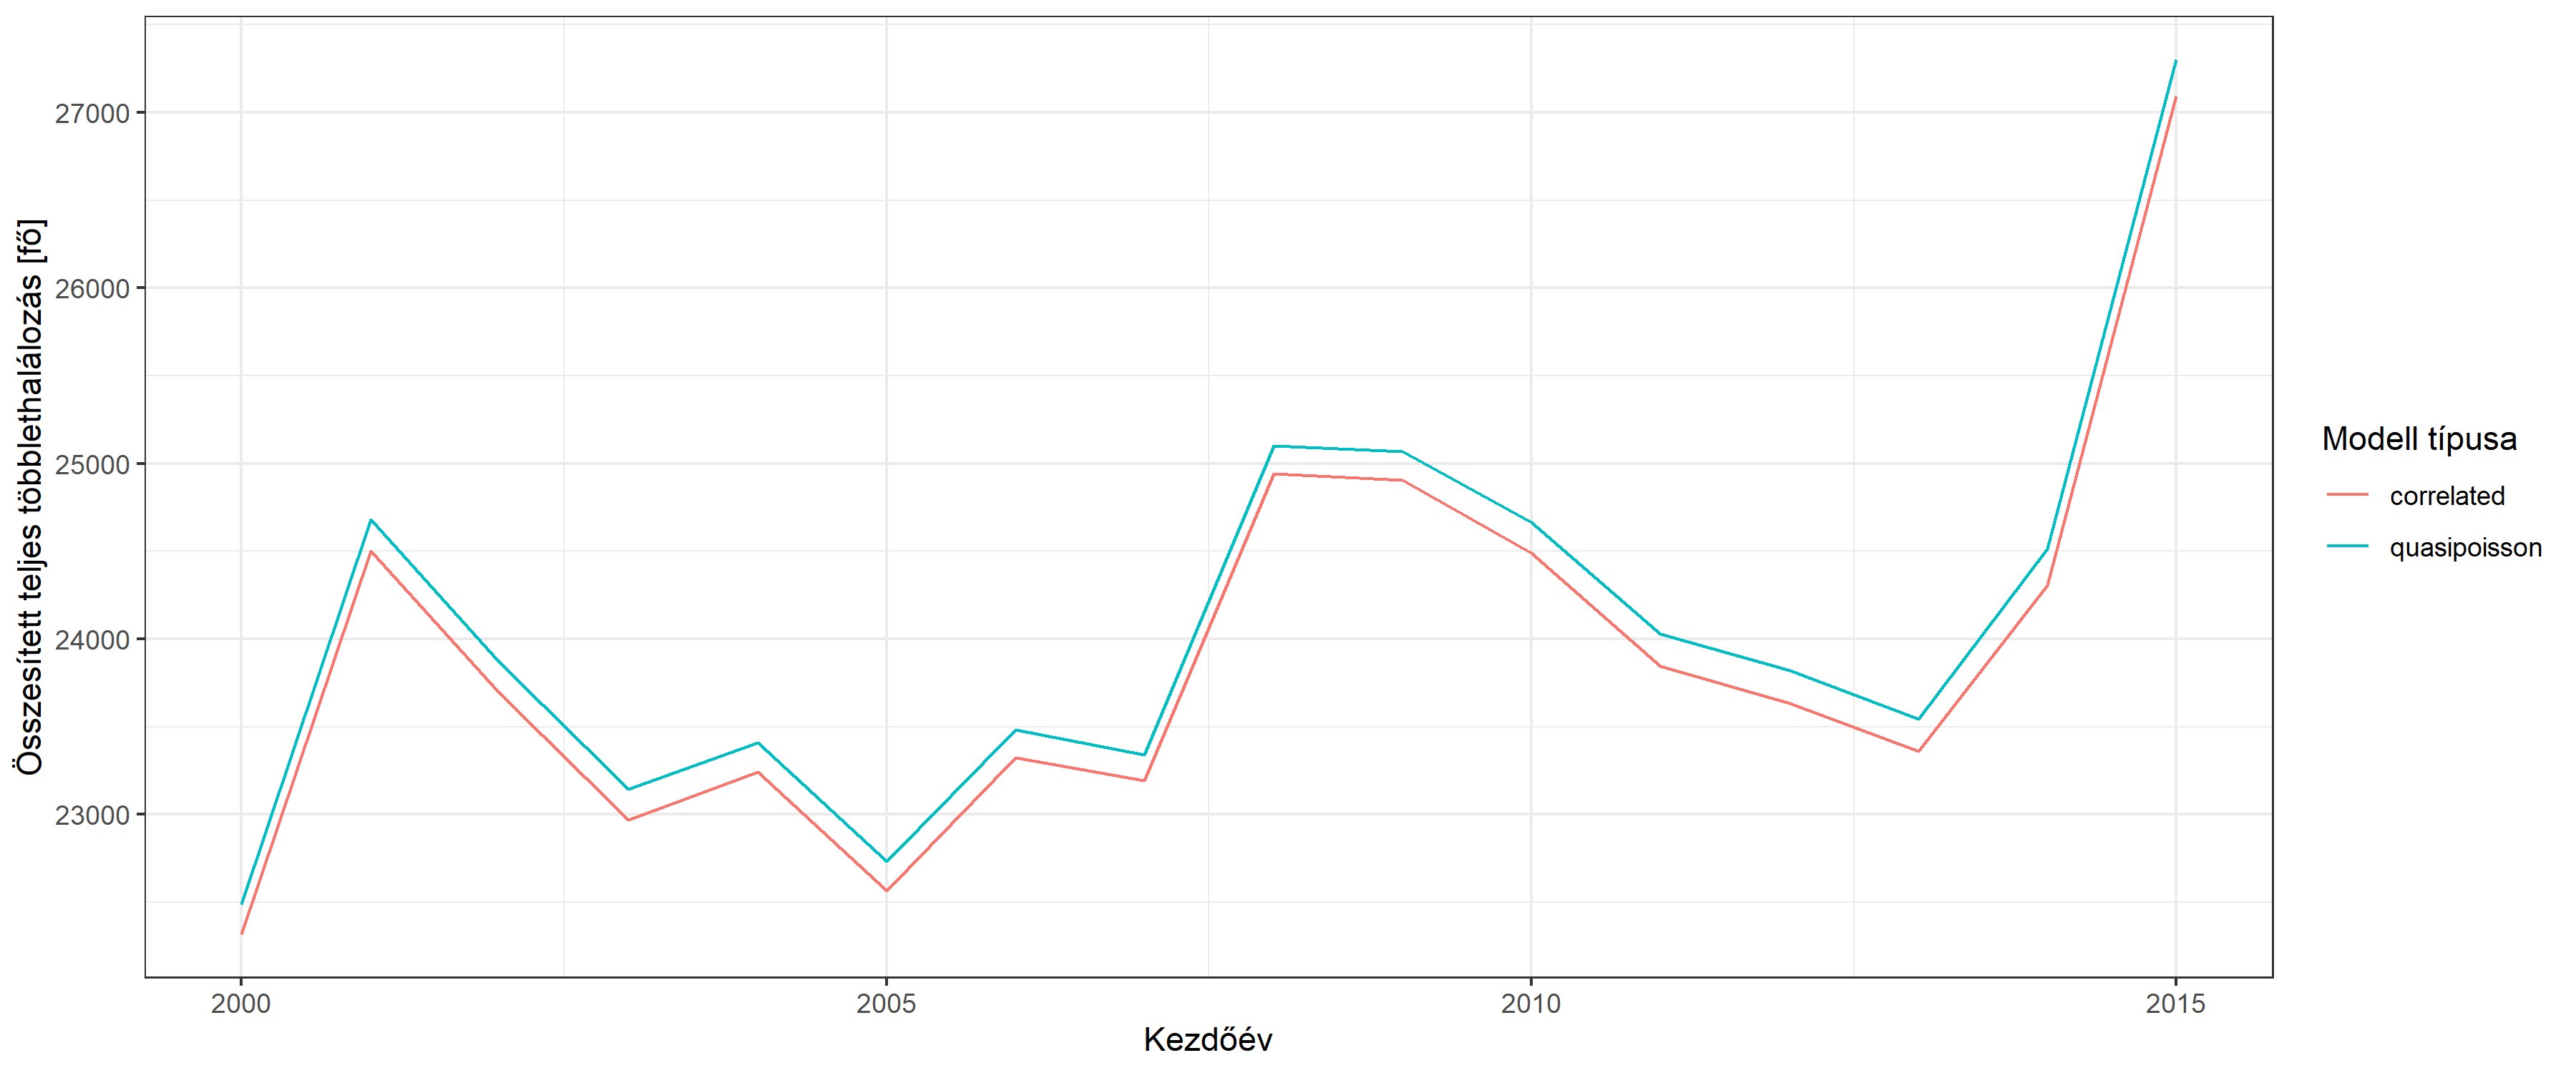 Összesített teljes többlethalálozás [fő]
27000
26000
25000
24000
23000
2000
2005
2010
2015
Kezdőév
Modell típusa
correlated
quasipoisson